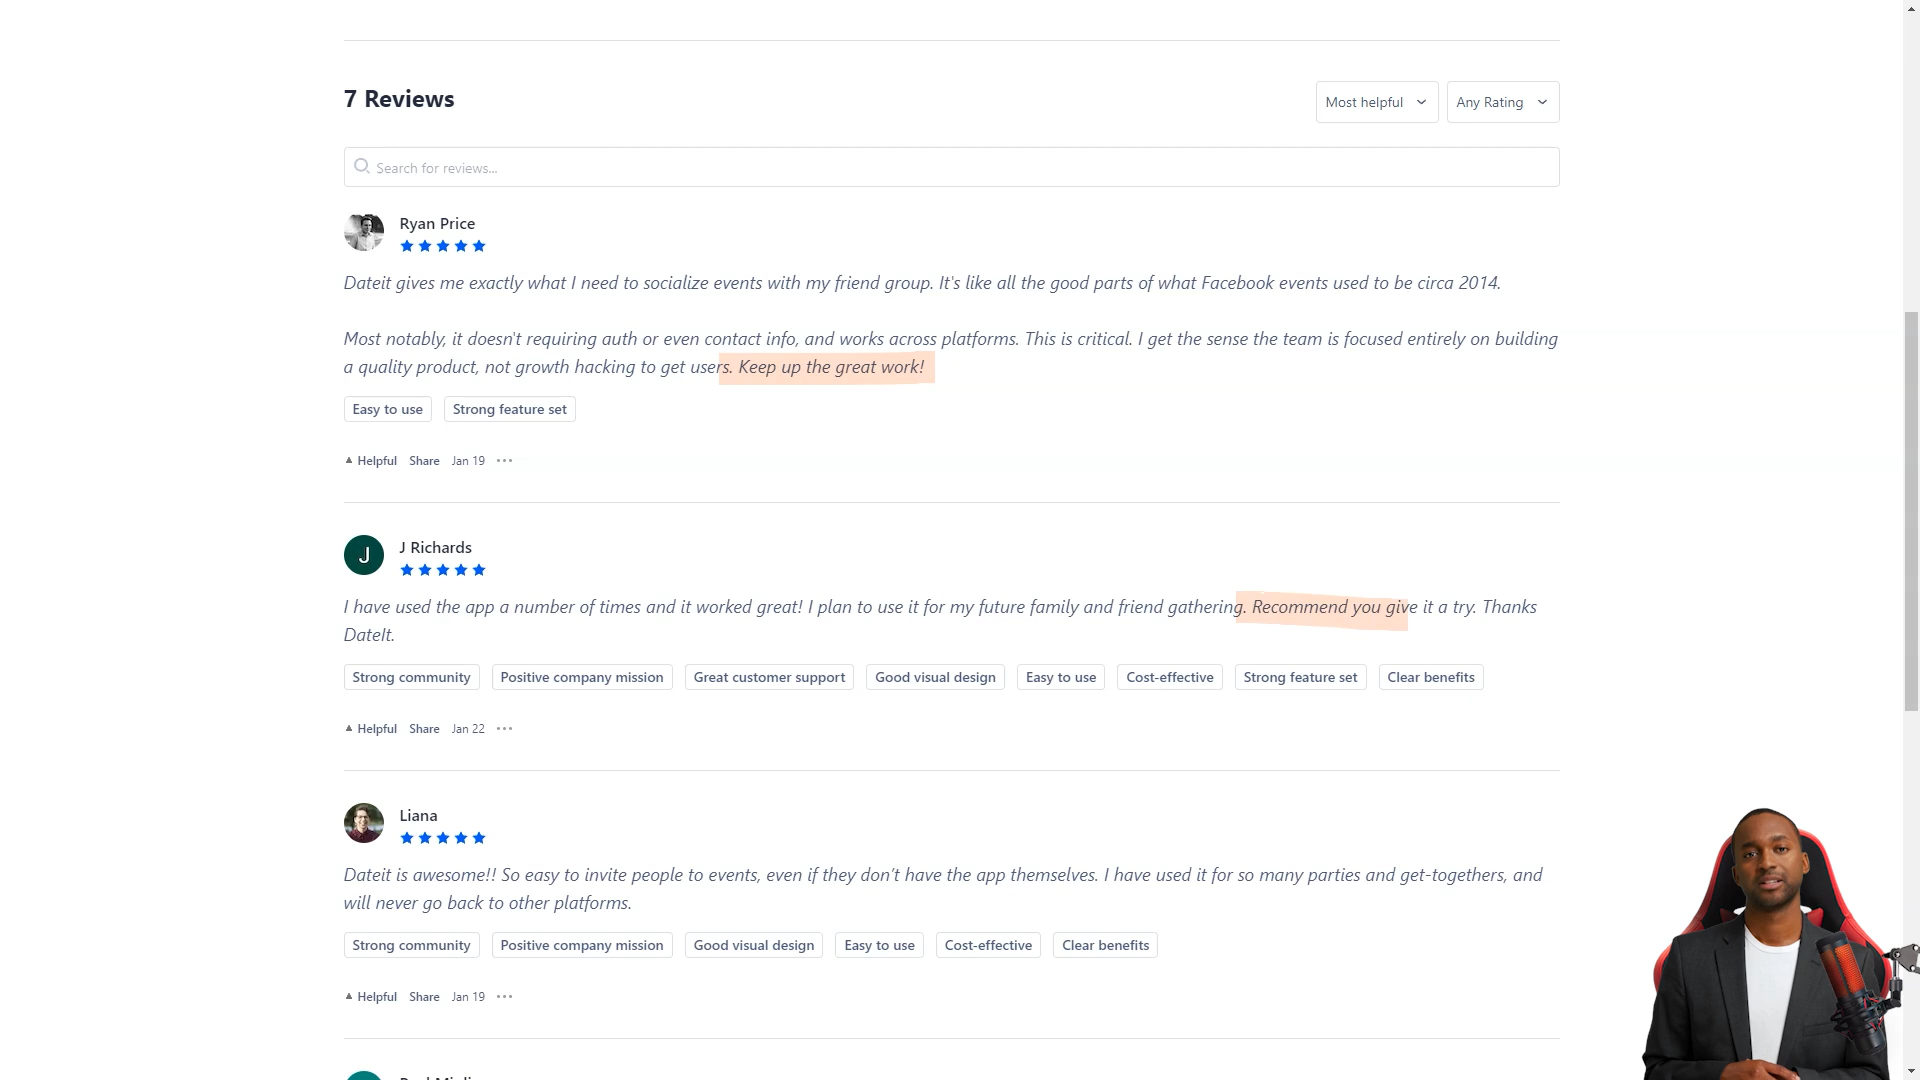 7 Reviews
Most helpful
Any Rating
Search for reviews...
Ryan Price
Dateit gives me exactly what I need to socialize events with my friend group. It's like all the good parts of what Facebook events used to be circa 2014.
Most notably, it doesn't requiring auth or even contact info, and works across platforms. This is critical. I get the sense the team is focused entirely on building
a quality product, not growth hacking to get users. Keep up the great work!
Easy to use Strong feature set
Helpful Share Jan 19
J
J Richards
I have used the app a number of times and it worked great! I plan to use it for my future family and friend gathering. Recommend you give it a try. Thanks
DateIt.
Strong community Positive company mission Great customer support Good visual design Easy to use Cost-effective Strong feature set Clear benefits
Helpful Share Jan 22
Liana
Dateit is awesome!! So easy to invite people to events, even if they don’t have the app themselves. I have used it for so many parties and get-togethers, and
will never go back to other platforms.
Strong community Positive company mission Good visual design Easy to use Cost-effective Clear benefits
Helpful Share Jan 19